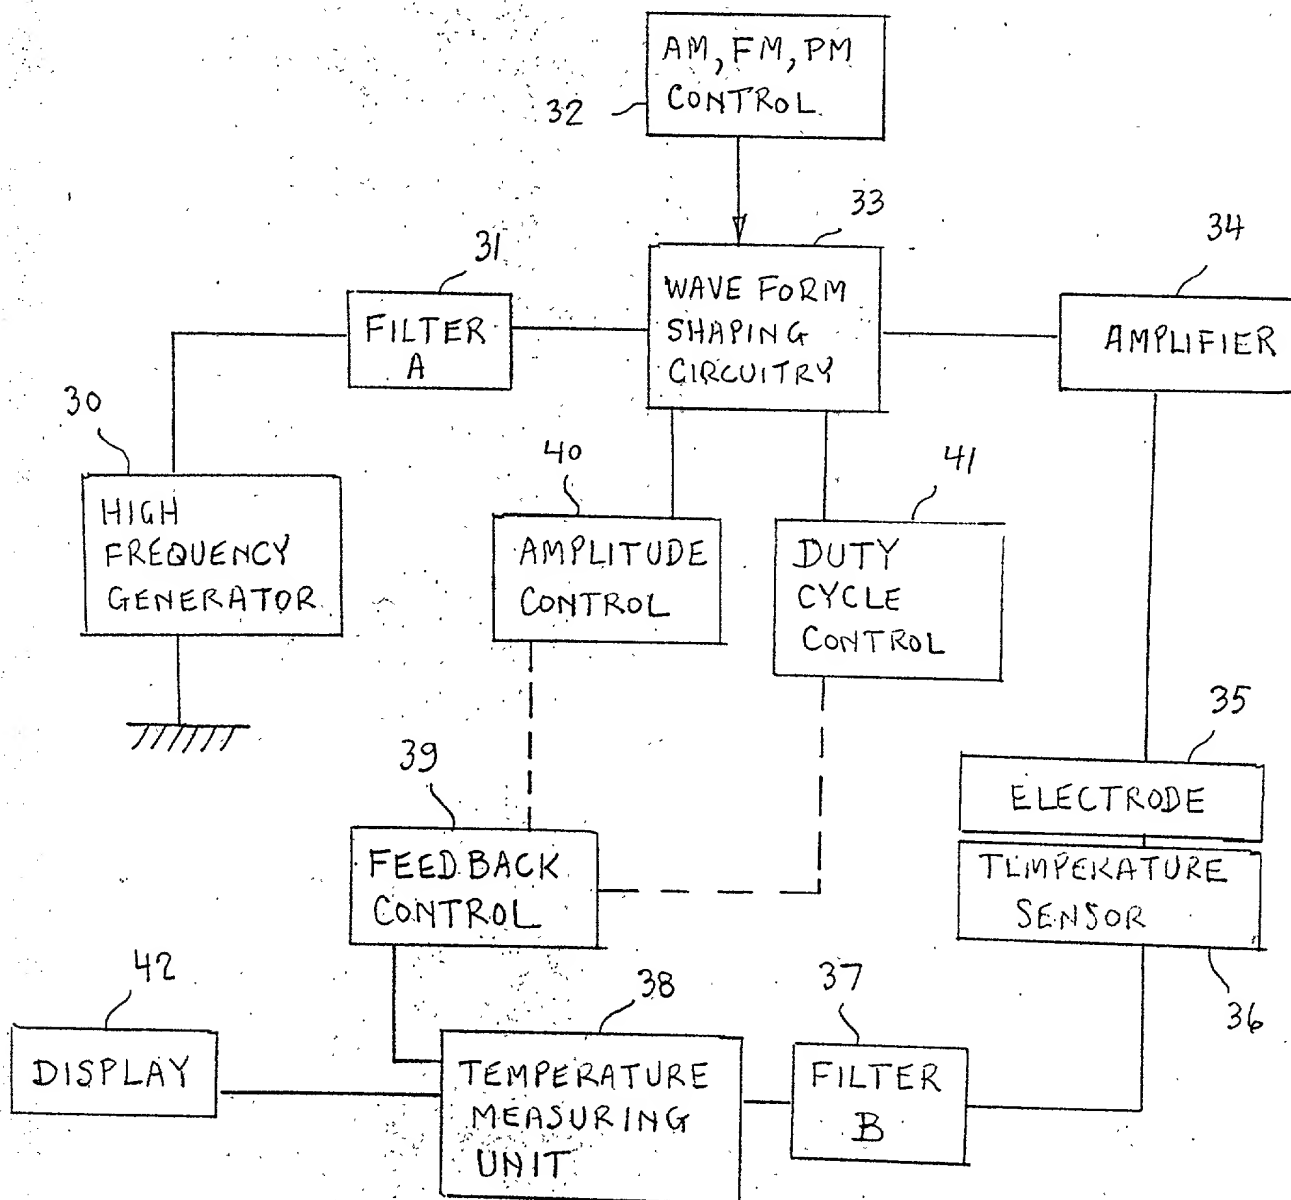 AM, FM, PM
CONTROL
32
33
34
31
WAVE FORM
SHAPING
CIRCUITRY
FILTER
A
AMPLIFIER
30
40
41
HIGH
FREQUENCY
GENERATOR
AMPLITUDE
CONTROL
DUTY
CYCLE
CONTROL
35
39
ELECTRODE
FEEDBACK
CONTROL
TEMPERATURE
SENSOR
36
42
38
37
DISPLAY
TEMPERATURE
MEASURING
UNIT
FILTER
B